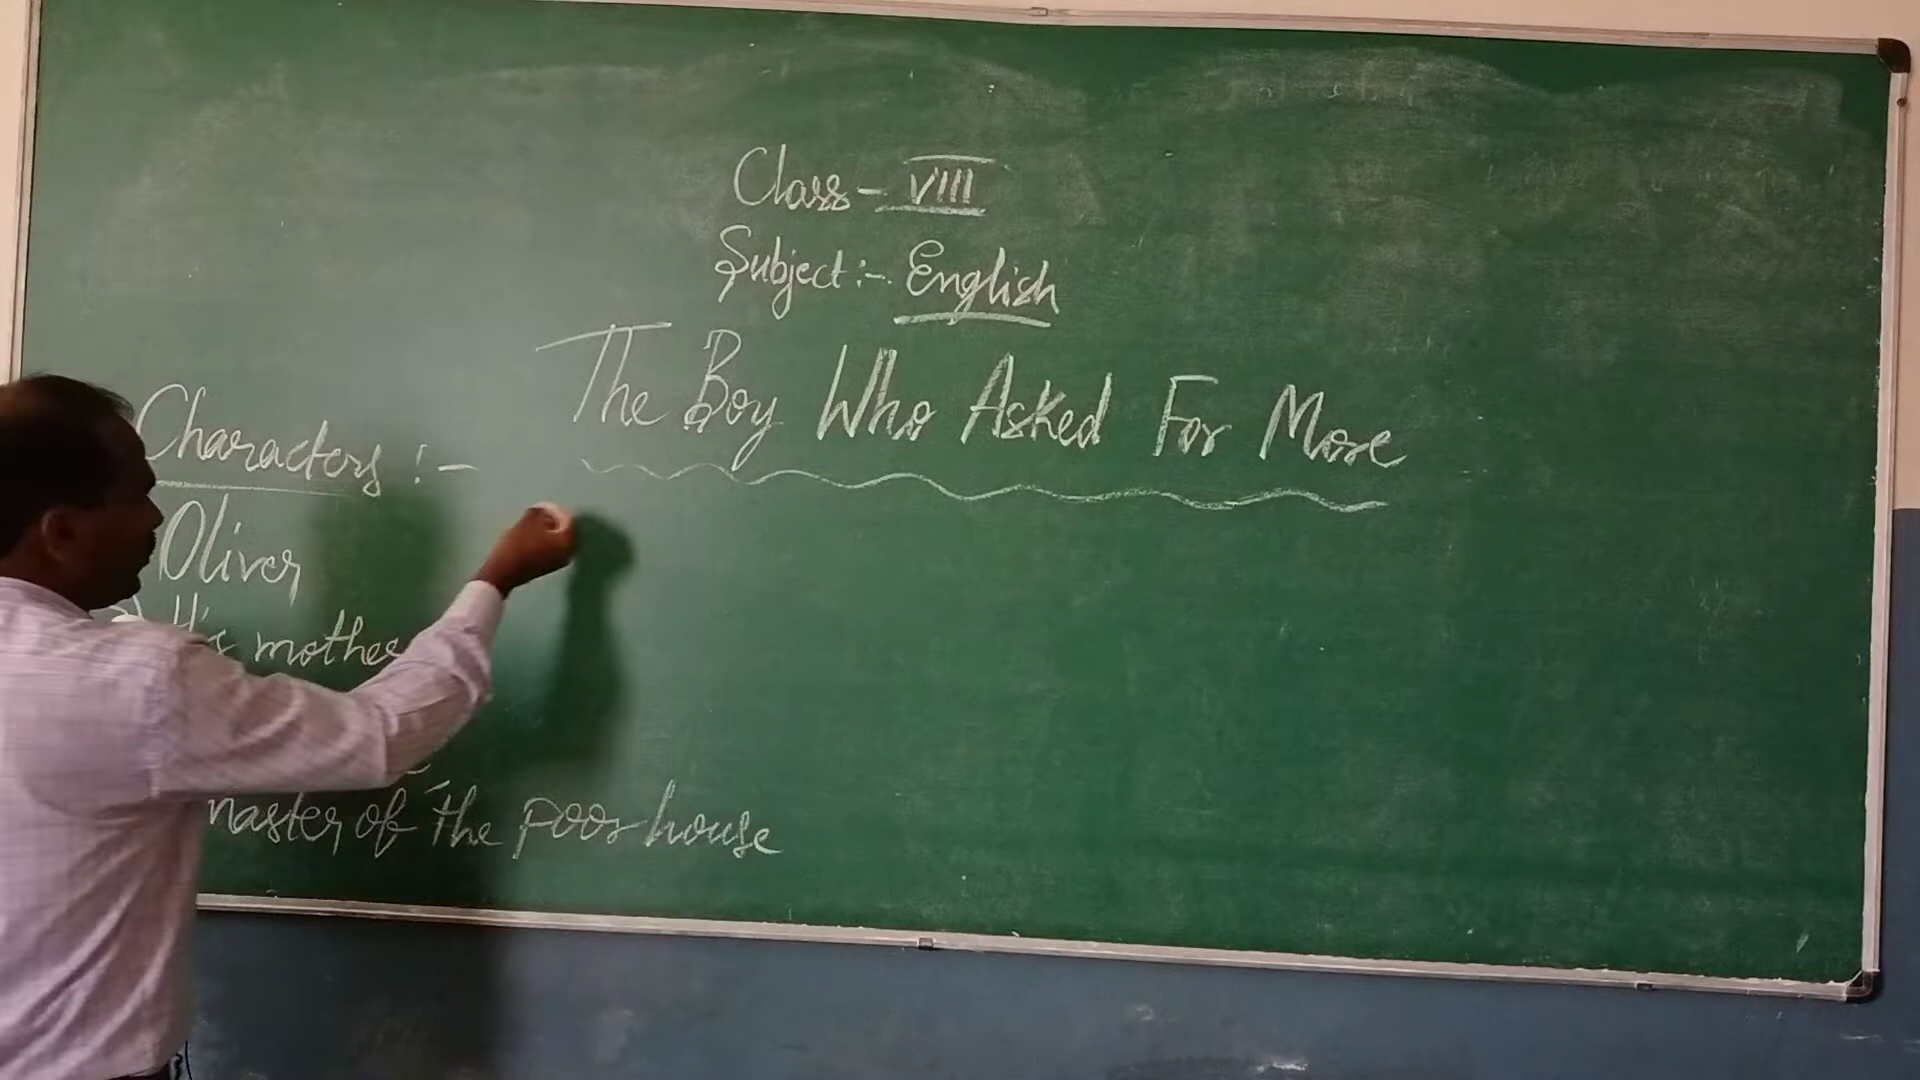 Class - VIII
Subject :- English
The Boy Who Asked For More
Characters :-
Oliver
2) His mother
master of the poor house